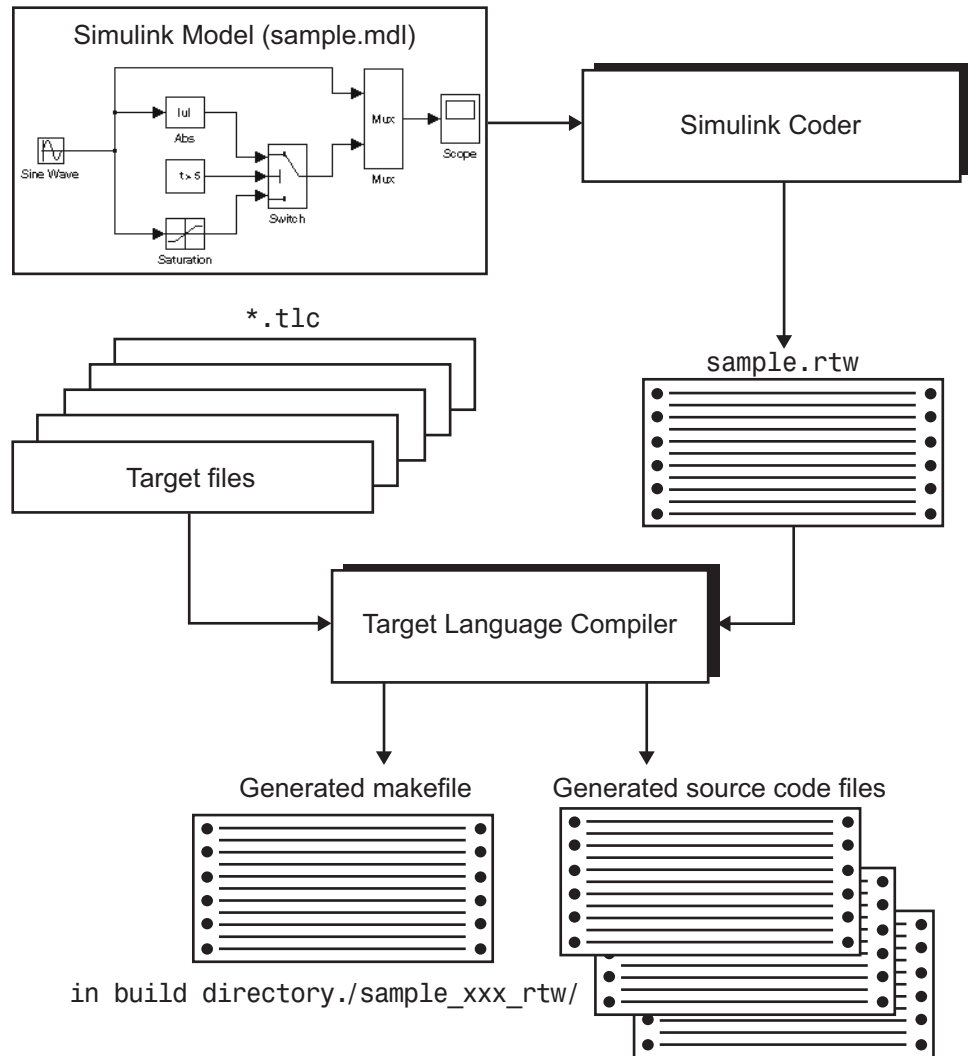 Simulink Model (sample.mdl)
|u|
Abs
Sine Wave
t > 5
Switch
Saturation
Mux
Mux
Scope
Simulink Coder
*.tlc
Target files
sample.rtw
Target Language Compiler
Generated makefile
Generated source code files
in build directory./sample_xxx_rtw/